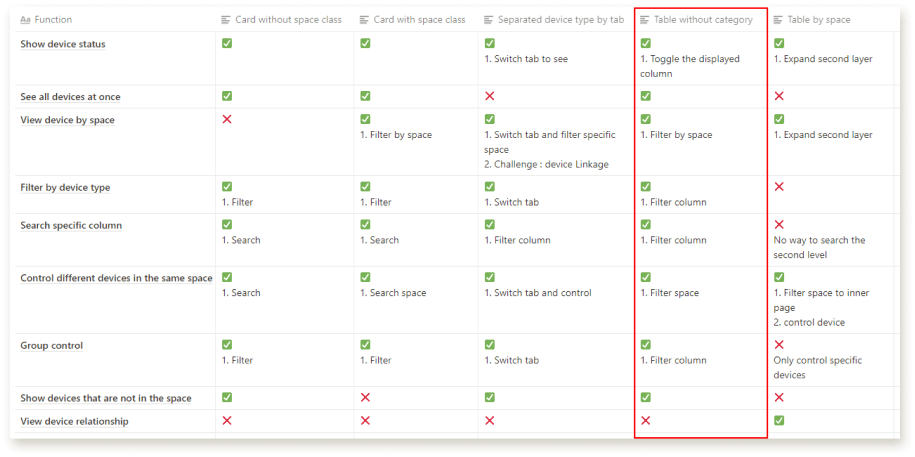 Aa Function
Card without space class
Card with space class
Separated device type by tab
Table without category
Table by space
Show device status
✅
✅
✅
1. Switch tab to see
✅
1. Toggle the displayed
column
✅
1. Expand second layer
See all devices at once
✅
✅
❌
✅
❌
View device by space
❌
✅
1. Filter by space
✅
1. Switch tab and filter specific
space
2. Challenge : device Linkage
✅
1. Filter by space
✅
1. Expand second layer
Filter by device type
✅
1. Filter
✅
1. Filter
✅
1. Switch tab
✅
1. Filter column
❌
Search specific column
✅
1. Search
✅
1. Search
✅
1. Filter column
✅
1. Filter column
❌
No way to search the
second level
Control different devices in the same space
✅
1. Search
✅
1. Search space
✅
1. Switch tab and control
✅
1. Filter space
✅
1. Filter space to inner
page
2. control device
Group control
✅
1. Filter
✅
1. Filter
✅
1. Switch tab
✅
1. Filter column
❌
Only control specific
devices
Show devices that are not in the space
✅
❌
✅
✅
❌
View device relationship
❌
❌
❌
❌
✅